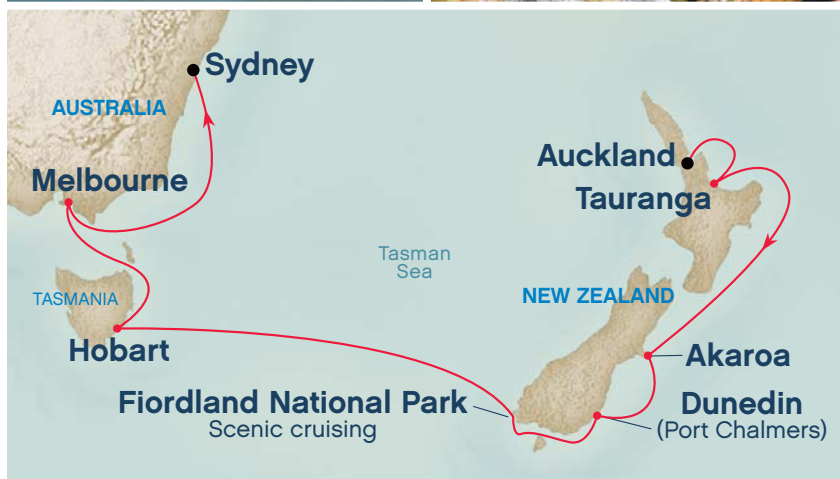 Sydney
AUSTRALIA
Auckland
Melbourne
Tauranga
Tasman
Sea
TASMANIA
NEW ZEALAND
Hobart
Akaroa
Fiordland National Park
Scenic cruising
Dunedin
(Port Chalmers)